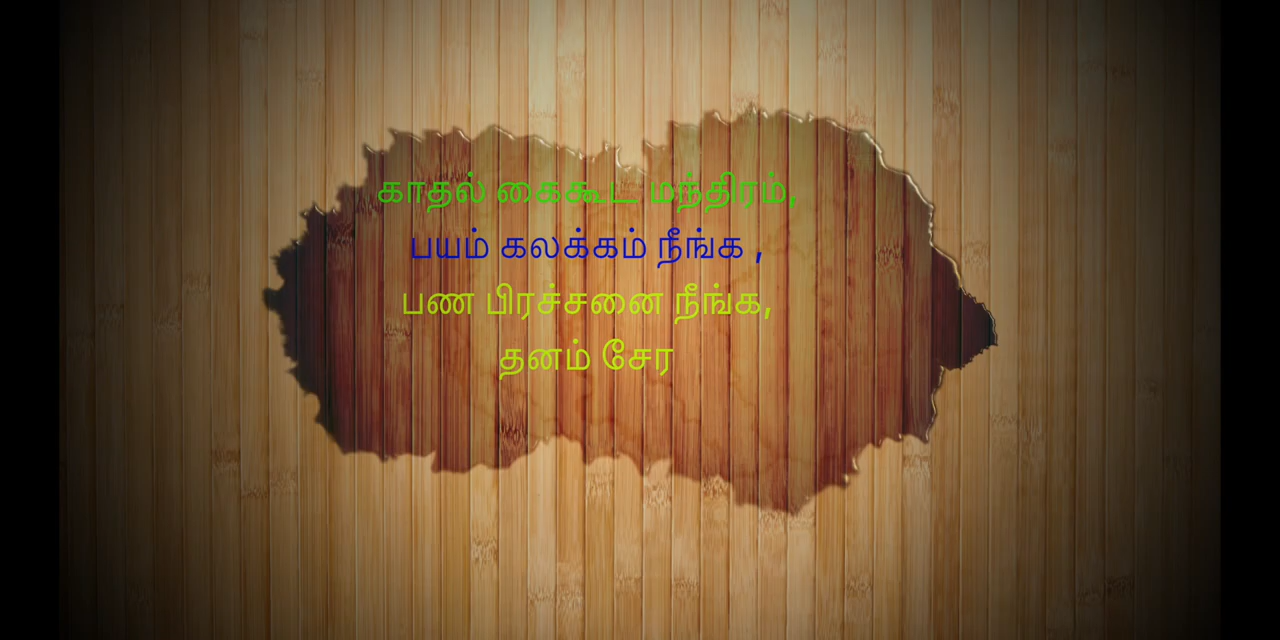 காதல் கைகூட மந்திரம்,
பயம் கலக்கம் நீங்க ,
பண பிரச்சனை நீங்க,
தனம் சேர